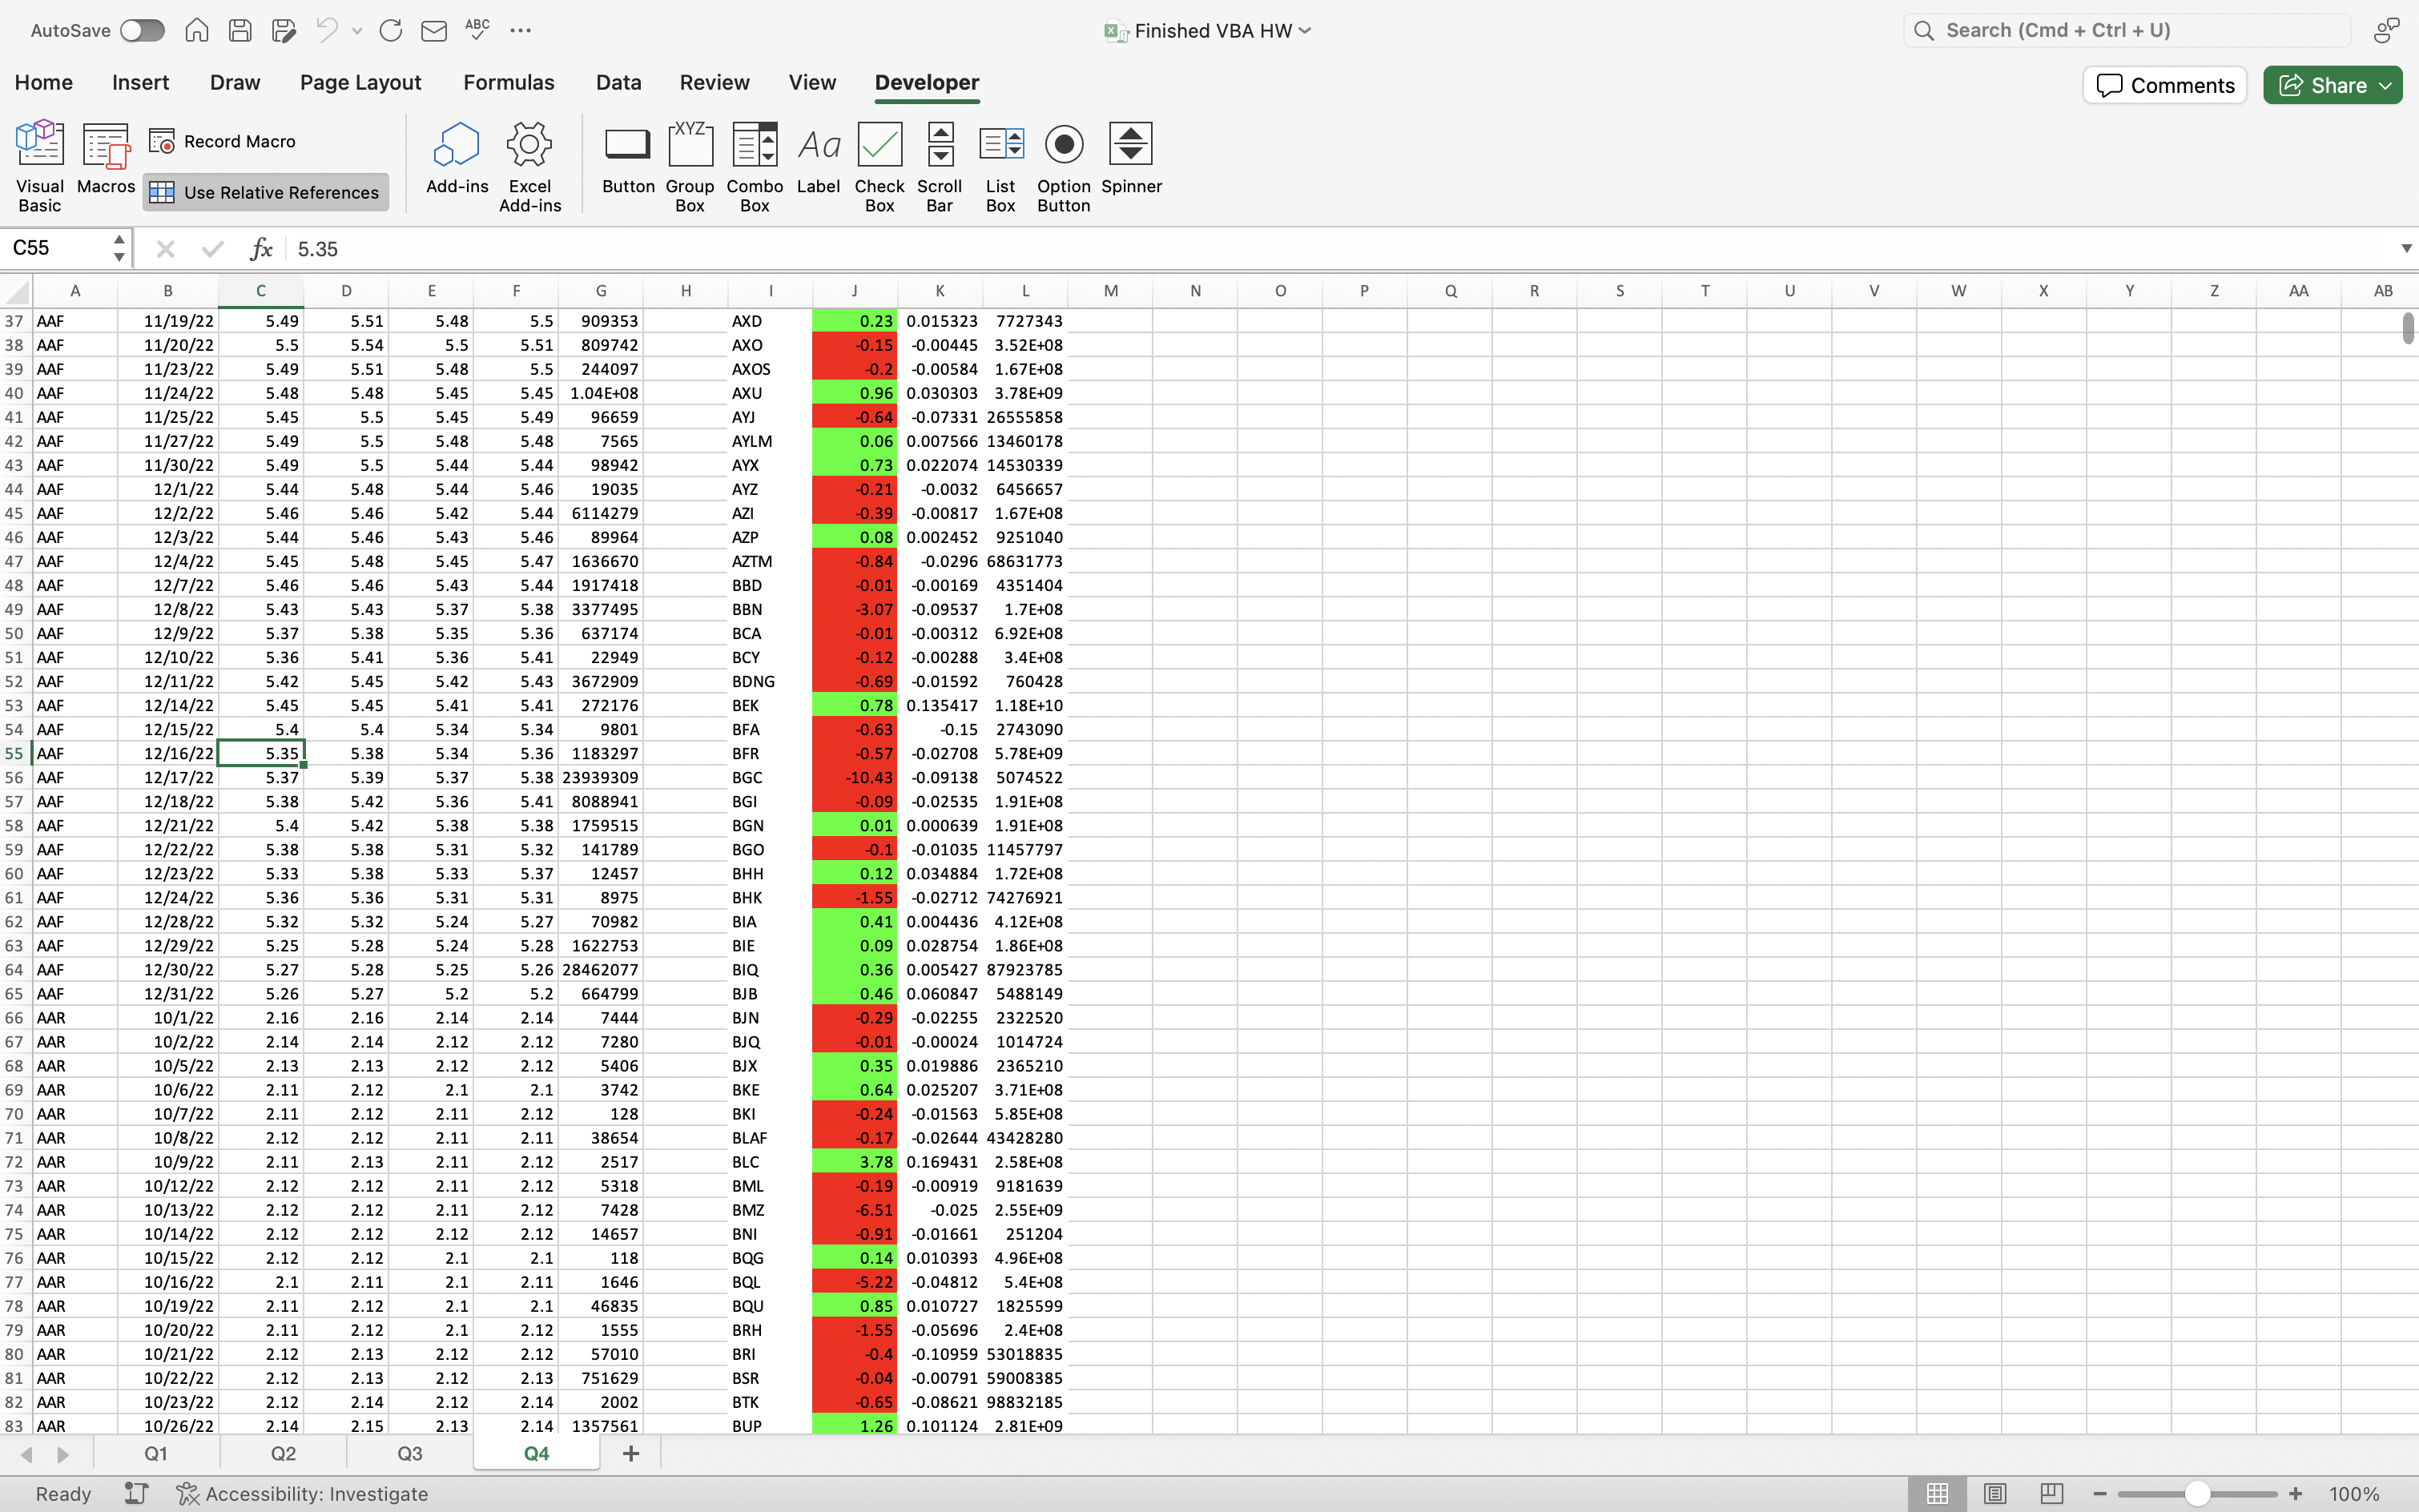 AutoSave ABC Finished VBA HW Search (Cmd + Ctrl + U)
Home Insert Draw Page Layout Formulas Data Review View Developer Comments Share
Visual Basic Macros Record Macro Use Relative References Add-ins Excel Add-ins Button XYZ Group Box Combo Box Aa Label Check Box Scroll Bar List Box Option Button Spinner
C55 fx 5.35
A B C D E F G H I J K L M N O P Q R S T U V W X Y Z AA AB
37 AAF 11/19/22 5.49 5.51 5.48 5.5 909353 AXD 0.23 0.015323 7727343
38 AAF 11/20/22 5.5 5.54 5.5 5.51 809742 AXO -0.15 -0.00445 3.52E+08
39 AAF 11/23/22 5.49 5.51 5.48 5.5 244097 AXOS -0.2 -0.00584 1.67E+08
40 AAF 11/24/22 5.48 5.48 5.45 5.45 1.04E+08 AXU 0.96 0.030303 3.78E+09
41 AAF 11/25/22 5.45 5.5 5.45 5.49 96659 AYJ -0.64 -0.07331 26555858
42 AAF 11/27/22 5.49 5.5 5.48 5.48 7565 AYLM 0.06 0.007566 13460178
43 AAF 11/30/22 5.49 5.5 5.44 5.44 98942 AYX 0.73 0.022074 14530339
44 AAF 12/1/22 5.44 5.48 5.44 5.46 19035 AYZ -0.21 -0.0032 6456657
45 AAF 12/2/22 5.46 5.46 5.42 5.44 6114279 AZI -0.39 -0.00817 1.67E+08
46 AAF 12/3/22 5.44 5.46 5.43 5.46 89964 AZP 0.08 0.002452 9251040
47 AAF 12/4/22 5.45 5.48 5.45 5.47 1636670 AZTM -0.84 -0.0296 68631773
48 AAF 12/7/22 5.46 5.46 5.43 5.44 1917418 BBD -0.01 -0.00169 4351404
49 AAF 12/8/22 5.43 5.43 5.37 5.38 3377495 BBN -3.07 -0.09537 1.7E+08
50 AAF 12/9/22 5.37 5.38 5.35 5.36 637174 BCA -0.01 -0.00312 6.92E+08
51 AAF 12/10/22 5.36 5.41 5.36 5.41 22949 BCY -0.12 -0.00288 3.4E+08
52 AAF 12/11/22 5.42 5.45 5.42 5.43 3672909 BDNG -0.69 -0.01592 760428
53 AAF 12/14/22 5.45 5.45 5.41 5.41 272176 BEK 0.78 0.135417 1.18E+10
54 AAF 12/15/22 5.4 5.4 5.34 5.34 9801 BFA -0.63 -0.15 2743090
55 AAF 12/16/22 5.35 5.38 5.34 5.36 1183297 BFR -0.57 -0.02708 5.78E+09
56 AAF 12/17/22 5.37 5.39 5.37 5.38 23939309 BGC -10.43 -0.09138 5074522
57 AAF 12/18/22 5.38 5.42 5.36 5.41 8088941 BGI -0.09 -0.02535 1.91E+08
58 AAF 12/21/22 5.4 5.42 5.38 5.38 1759515 BGN 0.01 0.000639 1.91E+08
59 AAF 12/22/22 5.38 5.38 5.31 5.32 141789 BGO -0.1 -0.01035 11457797
60 AAF 12/23/22 5.33 5.38 5.33 5.37 12457 BHH 0.12 0.034884 1.72E+08
61 AAF 12/24/22 5.36 5.36 5.31 5.31 8975 BHK -1.55 -0.02712 74276921
62 AAF 12/28/22 5.32 5.32 5.24 5.27 70982 BIA 0.41 0.004436 4.12E+08
63 AAF 12/29/22 5.25 5.28 5.24 5.28 1622753 BIE 0.09 0.028754 1.86E+08
64 AAF 12/30/22 5.27 5.28 5.25 5.26 28462077 BIQ 0.36 0.005427 87923785
65 AAF 12/31/22 5.26 5.27 5.2 5.2 664799 BJB 0.46 0.060847 5488149
66 AAR 10/1/22 2.16 2.16 2.14 2.14 7444 BJN -0.29 -0.02255 2322520
67 AAR 10/2/22 2.14 2.14 2.12 2.12 7280 BJQ -0.01 -0.00024 1014724
68 AAR 10/5/22 2.13 2.13 2.12 2.12 5406 BJX 0.35 0.019886 2365210
69 AAR 10/6/22 2.11 2.12 2.1 2.1 3742 BKE 0.64 0.025207 3.71E+08
70 AAR 10/7/22 2.11 2.12 2.11 2.12 128 BKI -0.24 -0.01563 5.85E+08
71 AAR 10/8/22 2.12 2.12 2.11 2.11 38654 BLAF -0.17 -0.02644 43428280
72 AAR 10/9/22 2.11 2.13 2.11 2.12 2517 BLC 3.78 0.169431 2.58E+08
73 AAR 10/12/22 2.12 2.12 2.11 2.12 5318 BML -0.19 -0.00919 9181639
74 AAR 10/13/22 2.12 2.12 2.11 2.12 7428 BMZ -6.51 -0.025 2.55E+09
75 AAR 10/14/22 2.12 2.12 2.12 2.12 14657 BNI -0.91 -0.01661 251204
76 AAR 10/15/22 2.12 2.12 2.1 2.1 118 BQG 0.14 0.010393 4.96E+08
77 AAR 10/16/22 2.1 2.11 2.1 2.11 1646 BQL -5.22 -0.04812 5.4E+08
78 AAR 10/19/22 2.11 2.12 2.1 2.1 46835 BQU 0.85 0.010727 1825599
79 AAR 10/20/22 2.11 2.12 2.1 2.12 1555 BRH -1.55 -0.05696 2.4E+08
80 AAR 10/21/22 2.12 2.13 2.12 2.12 57010 BRI -0.4 -0.10959 53018835
81 AAR 10/22/22 2.12 2.13 2.12 2.13 751629 BSR -0.04 -0.00791 59008385
82 AAR 10/23/22 2.12 2.14 2.12 2.14 2002 BTK -0.65 -0.08621 98832185
83 AAR 10/26/22 2.14 2.15 2.13 2.14 1357561 BUP 1.26 0.101124 2.81E+09
Q1 Q2 Q3 Q4 +
Ready Accessibility: Investigate 100%